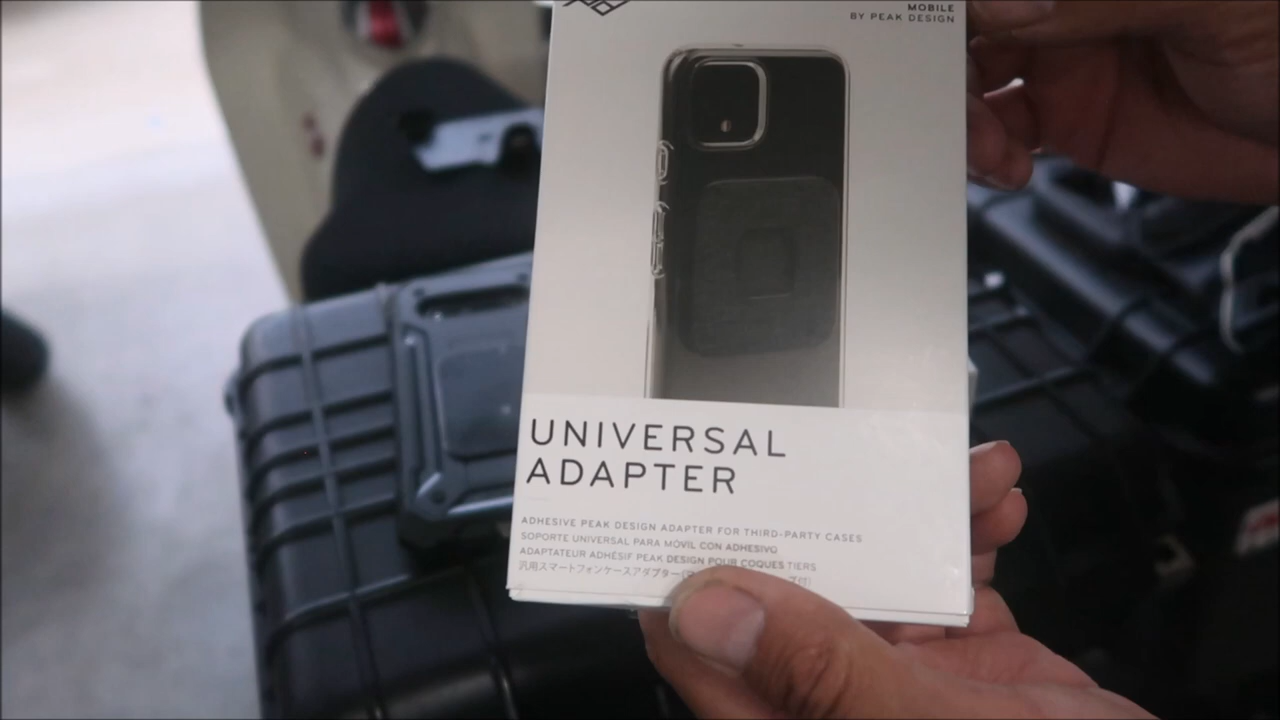 MOBILE
BY PEAK DESIGN
UNIVERSAL
ADAPTER
ADHESIVE PEAK DESIGN ADAPTER FOR THIRD-PARTY CASES
SOPORTE UNIVERSAL PARA MÓVIL CON ADHESIVO
ADAPTATEUR ADHÉSIF PEAK DESIGN POUR COQUES TIERS
汎用スマートフォンケースアダプター